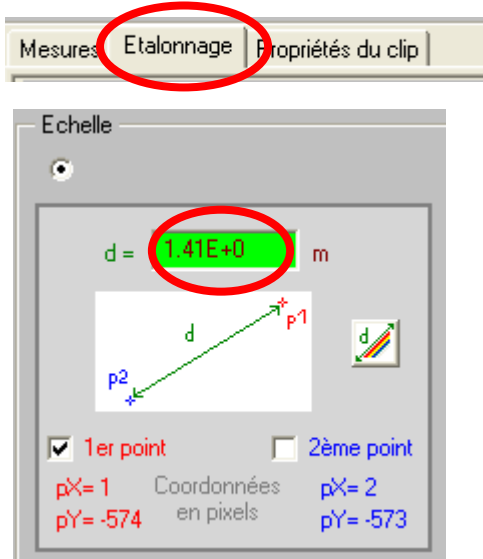 Mesures Etalonnage Propriétés du clip
Echelle
d = 1.41E+0 m
d
p1
d
p2
1er point 2ème point
pX= 1 Coordonnées pX= 2
pY= -574 en pixels pY= -573